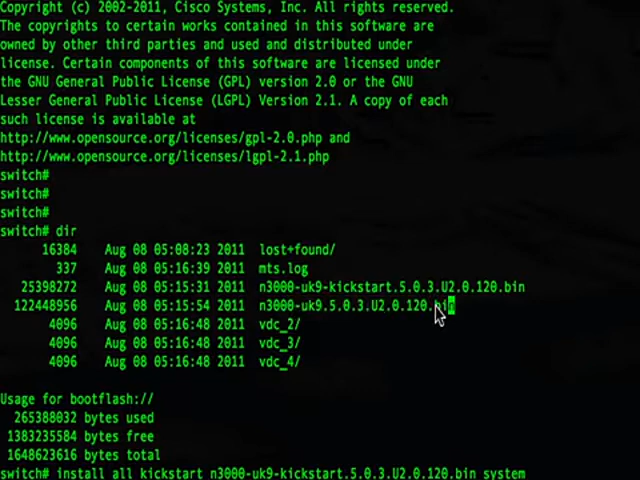 Copyright (c) 2002-2011, Cisco Systems, Inc. All rights reserved.
The copyrights to certain works contained in this software are
owned by other third parties and used and distributed under
license. Certain components of this software are licensed under
the GNU General Public License (GPL) version 2.0 or the GNU
Lesser General Public License (LGPL) Version 2.1. A copy of each
such license is available at
http://www.opensource.org/licenses/gpl-2.0.php and
http://www.opensource.org/licenses/lgpl-2.1.php
switch#
switch#
switch#
switch# dir
16384 Aug 08 05:08:23 2011 lost+found/
337 Aug 08 05:16:39 2011 mts.log
25398272 Aug 08 05:15:31 2011 n3000-uk9-kickstart.5.0.3.U2.0.120.bin
122448956 Aug 08 05:15:54 2011 n3000-uk9.5.0.3.U2.0.120.bin
4096 Aug 08 05:16:48 2011 vdc_2/
4096 Aug 08 05:16:48 2011 vdc_3/
4096 Aug 08 05:16:48 2011 vdc_4/
Usage for bootflash://
265388032 bytes used
1383235584 bytes free
1648623616 bytes total
switch# install all kickstart n3000-uk9-kickstart.5.0.3.U2.0.120.bin system